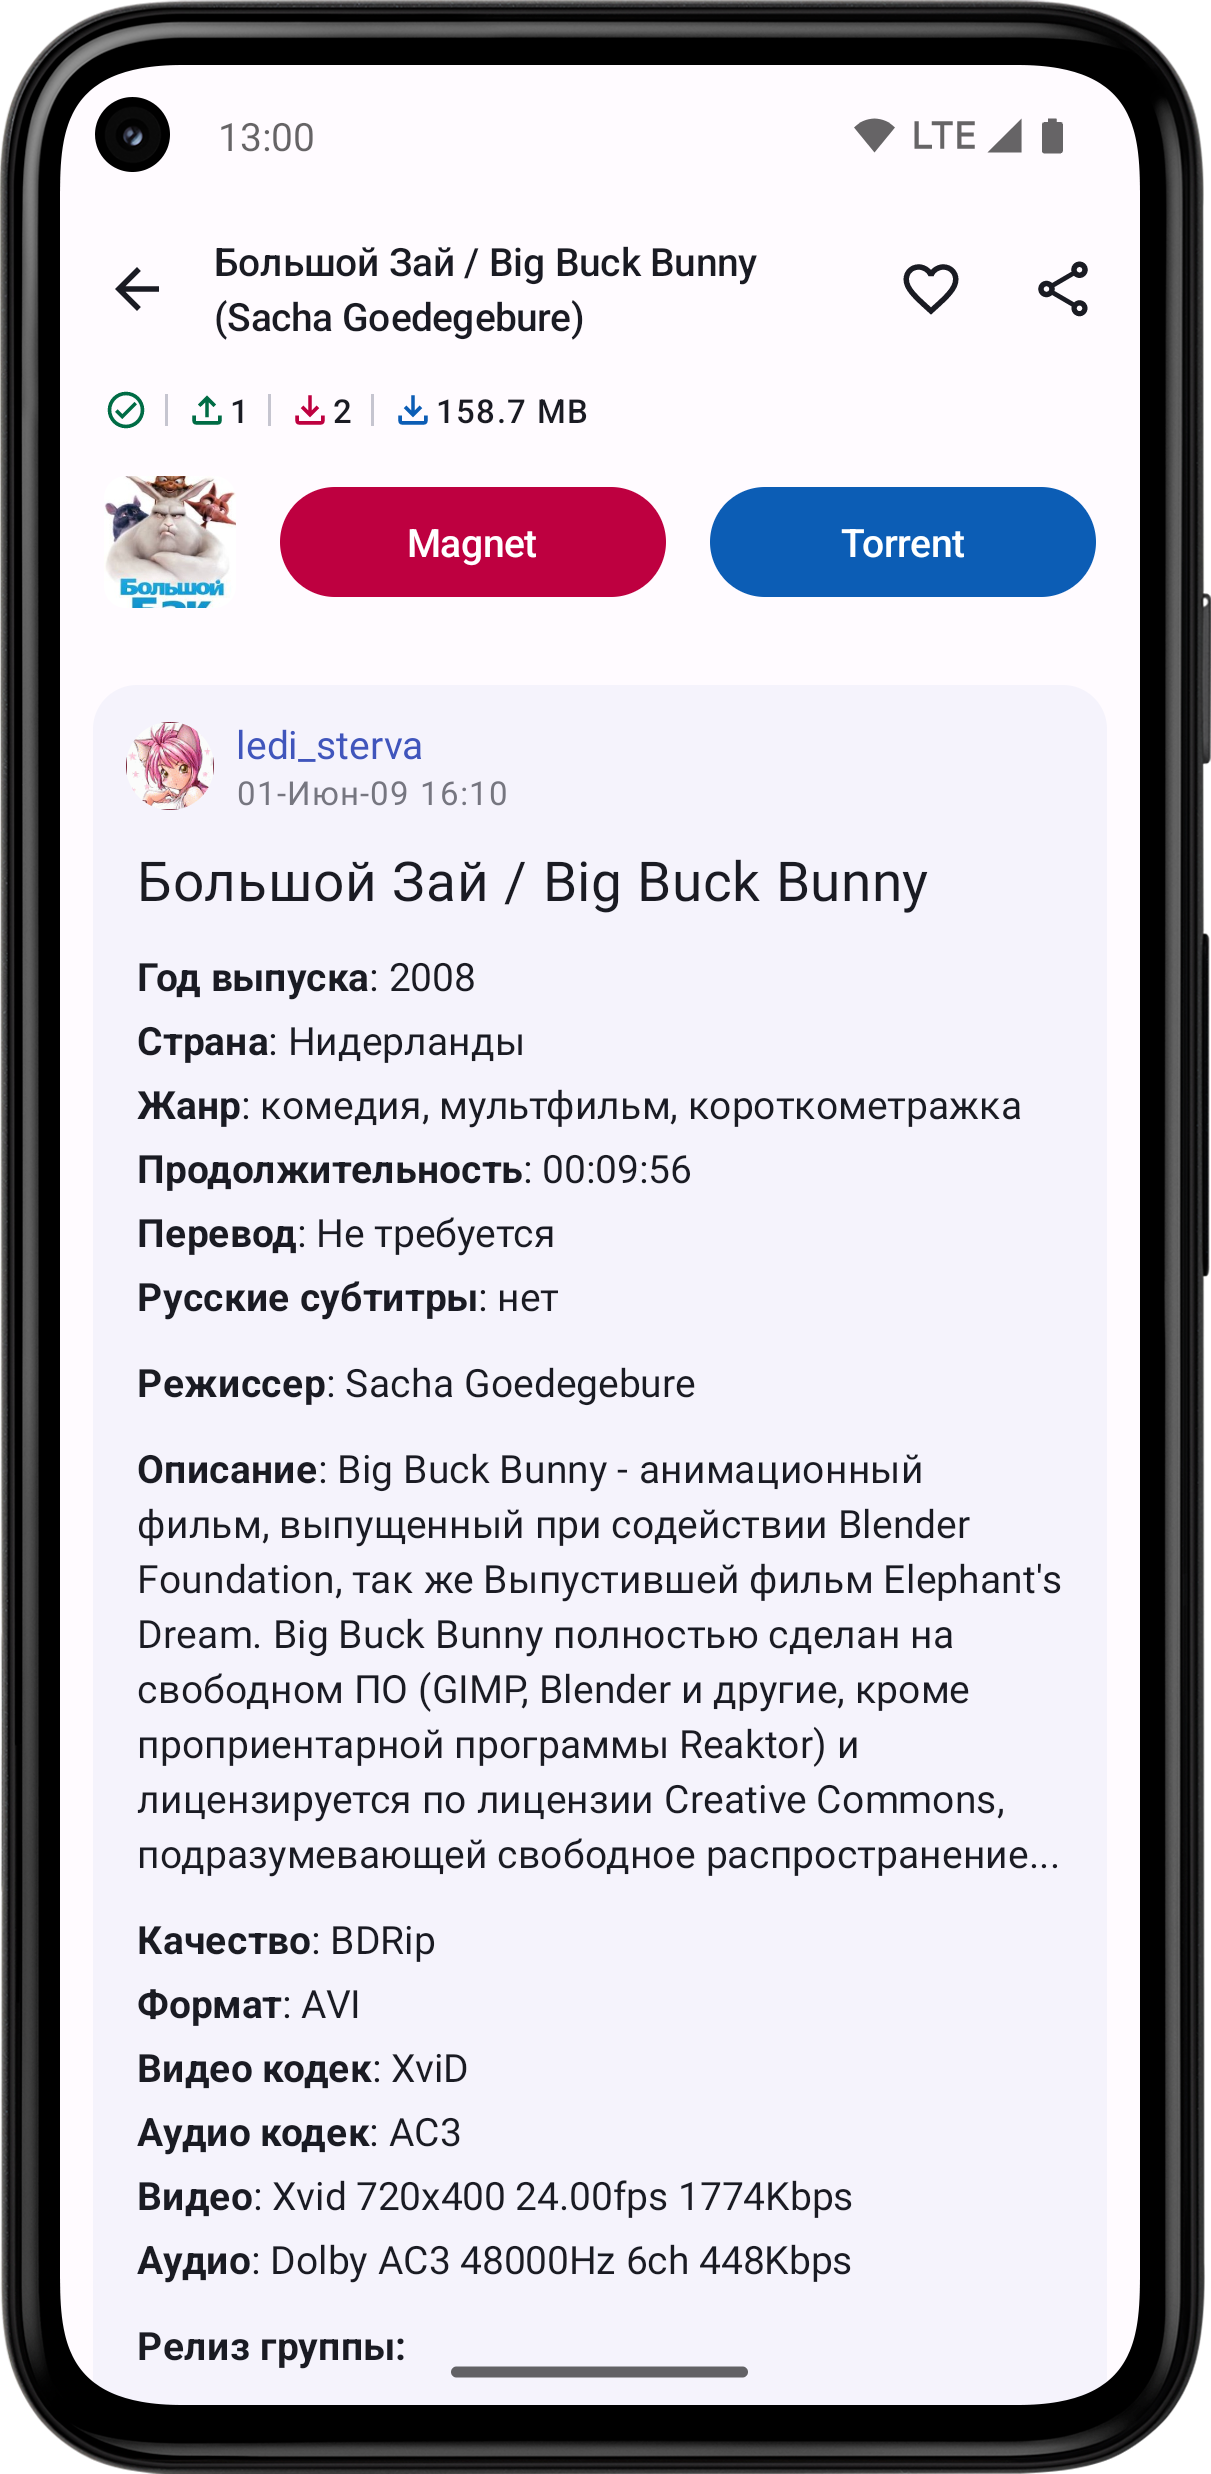 13:00
LTE
Большой Зай / Big Buck Bunny
(Sacha Goedegebure)
1
2
158.7 MB
Большой
Бак
Magnet
Torrent
ledi_sterva
01-Июн-09 16:10
Большой Зай / Big Buck Bunny
Год выпуска: 2008
Страна: Нидерланды
Жанр: комедия, мультфильм, короткометражка
Продолжительность: 00:09:56
Перевод: Не требуется
Русские субтитры: нет
Режиссер: Sacha Goedegebure
Описание: Big Buck Bunny - анимационный
фильм, выпущенный при содействии Blender
Foundation, так же Выпустившей фильм Elephant's
Dream. Big Buck Bunny полностью сделан на
свободном ПО (GIMP, Blender и другие, кроме
проприентарной программы Reaktor) и
лицензируется по лицензии Creative Commons,
подразумевающей свободное распространение...
Качество: BDRip
Формат: AVI
Видео кодек: XviD
Аудио кодек: AC3
Видео: Xvid 720x400 24.00fps 1774Kbps
Аудио: Dolby AC3 48000Hz 6ch 448Kbps
Релиз группы: